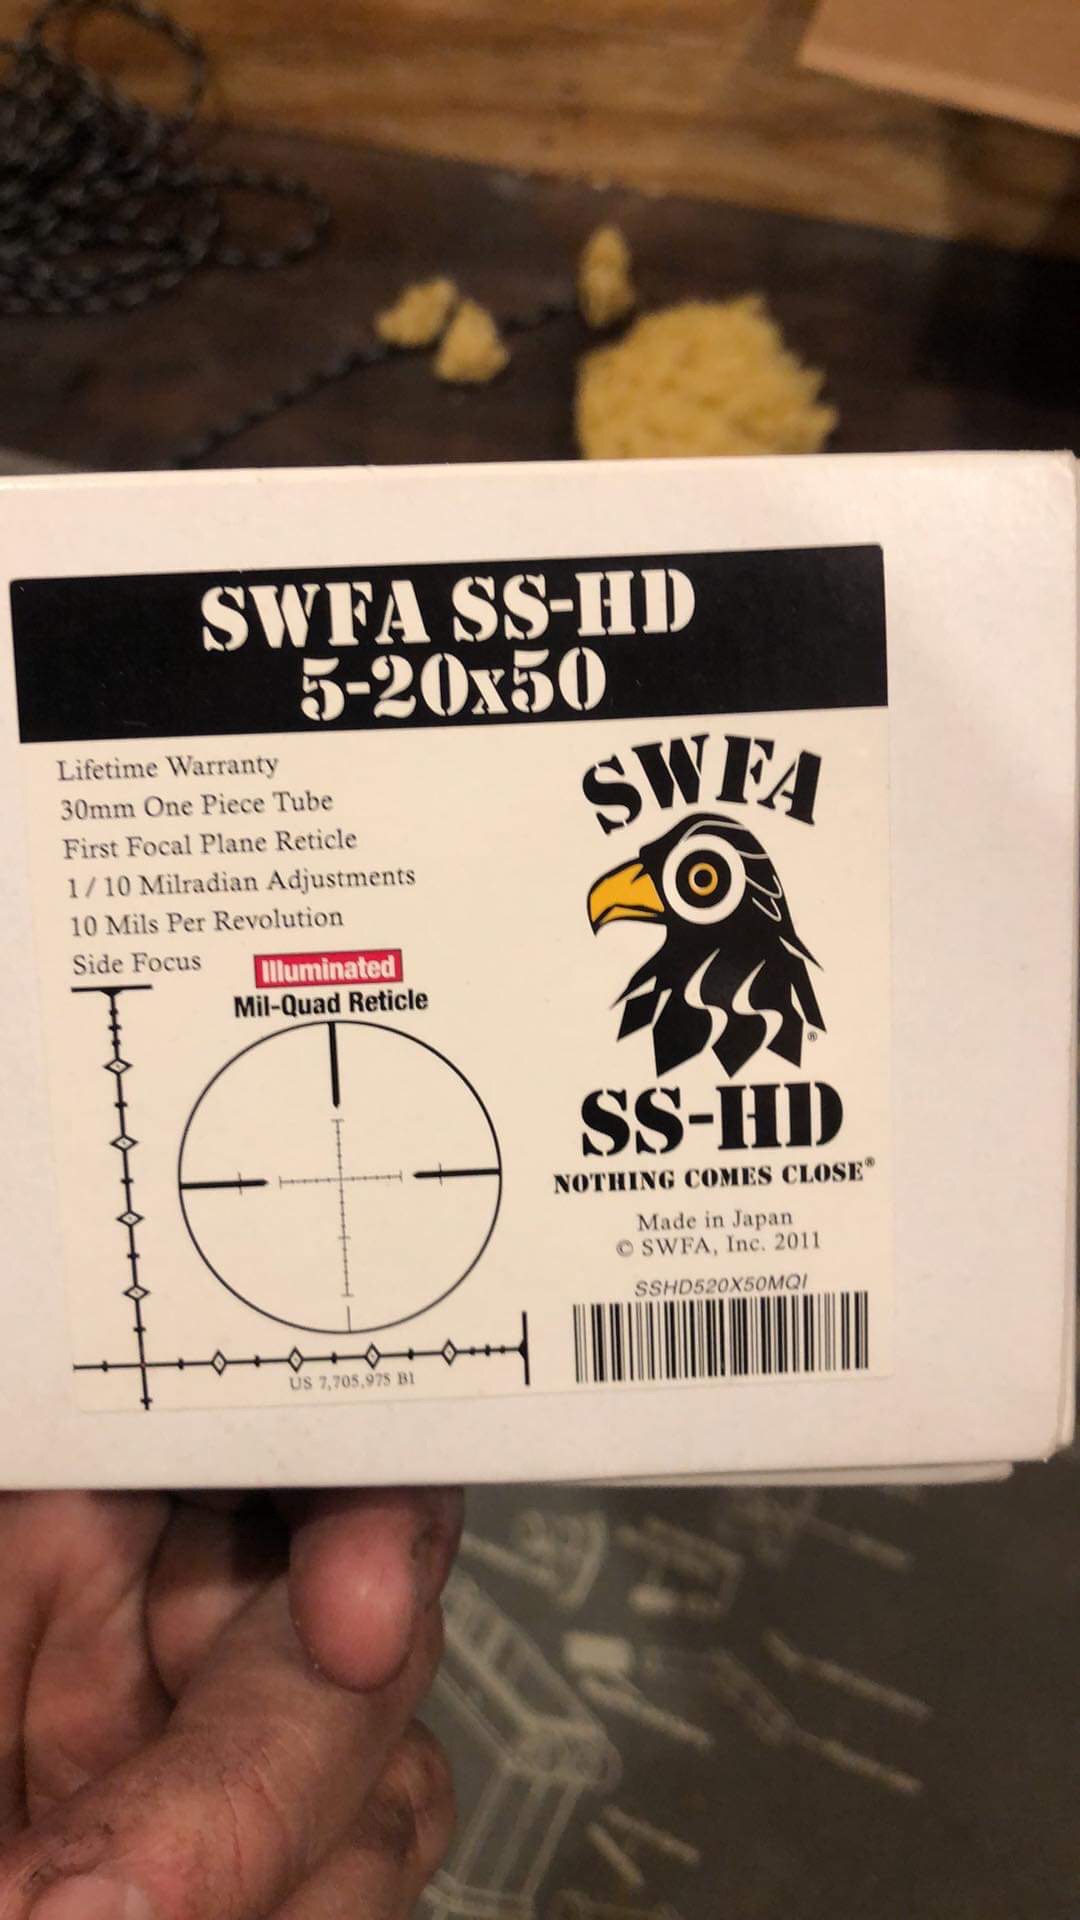 SWFA SS-HD
5-20x50
Lifetime Warranty
30mm One Piece Tube
First Focal Plane Reticle
1/10 Milradian Adjustments
10 Mils Per Revolution
Side Focus
Illuminated
Mil-Quad Reticle
US 7,705,975 B1
SWFA
SS
®
SS-HD
NOTHING COMES CLOSE®
Made in Japan
© SWFA, Inc. 2011
SSHD520X50MQI